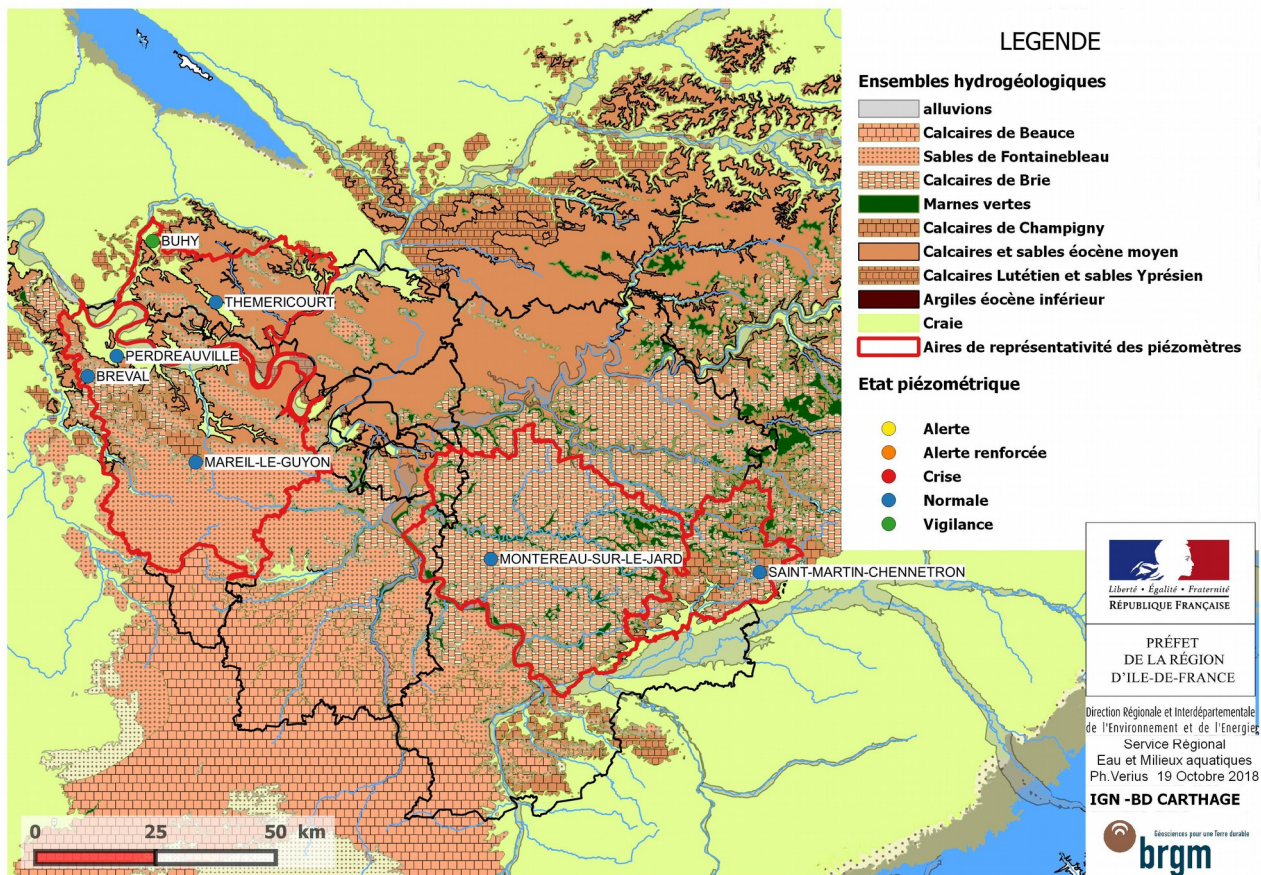 LEGENDE
Ensembles hydrogéologiques
alluvions
Calcaires de Beauce
Sables de Fontainebleau
Calcaires de Brie
Marnes vertes
Calcaires de Champigny
Calcaires et sables éocène moyen
Calcaires Lutétien et sables Yprésien
Argiles éocène inférieur
Craie
Aires de représentativité des piézomètres
Etat piézométrique
Alerte
Alerte renforcée
Crise
Normale
Vigilance
BUHY
THEMERICOURT
PERDREAUVILLE
BREVAL
MAREIL-LE-GUYON
MONTEREAU-SUR-LE-JARD
SAINT-MARTIN-CHENNETRON
0 25 50 km
Liberté • Égalité • Fraternité
RÉPUBLIQUE FRANÇAISE
PRÉFET
DE LA RÉGION
D'ILE-DE-FRANCE
Direction Régionale et Interdépartementale
de l'Environnement et de l'Energie
Service Régional
Eau et Milieux aquatiques
Ph.Verius 19 Octobre 2018
IGN -BD CARTHAGE
Géosciences pour une Terre durable
brgm